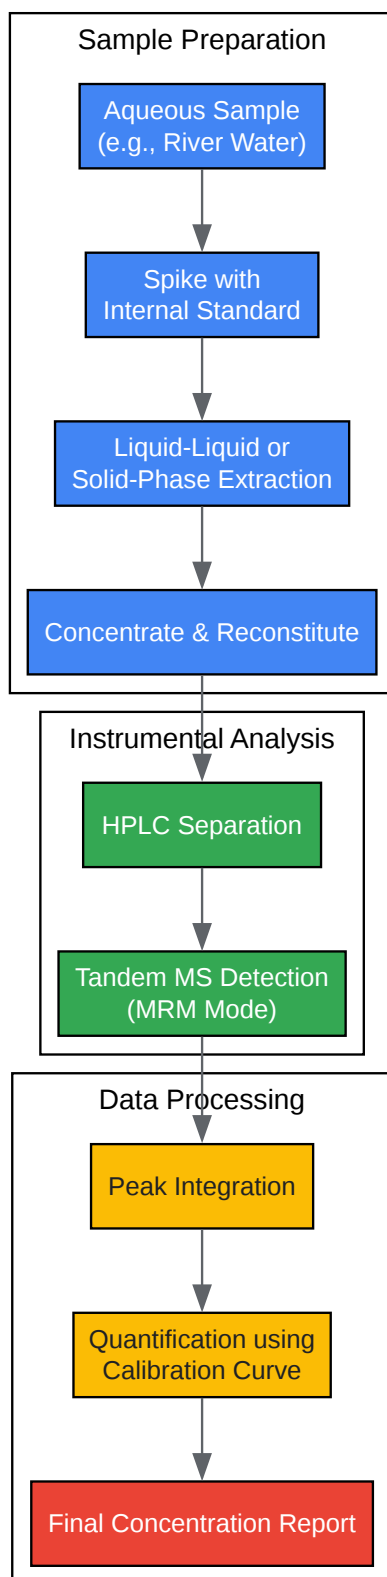 Sample Preparation
Aqueous Sample
(e.g., River Water)
Spike with
Internal Standard
Liquid-Liquid or
Solid-Phase Extraction
Concentrate & Reconstitute
Instrumental Analysis
HPLC Separation
Tandem MS Detection
(MRM Mode)
Data Processing
Peak Integration
Quantification using
Calibration Curve
Final Concentration Report